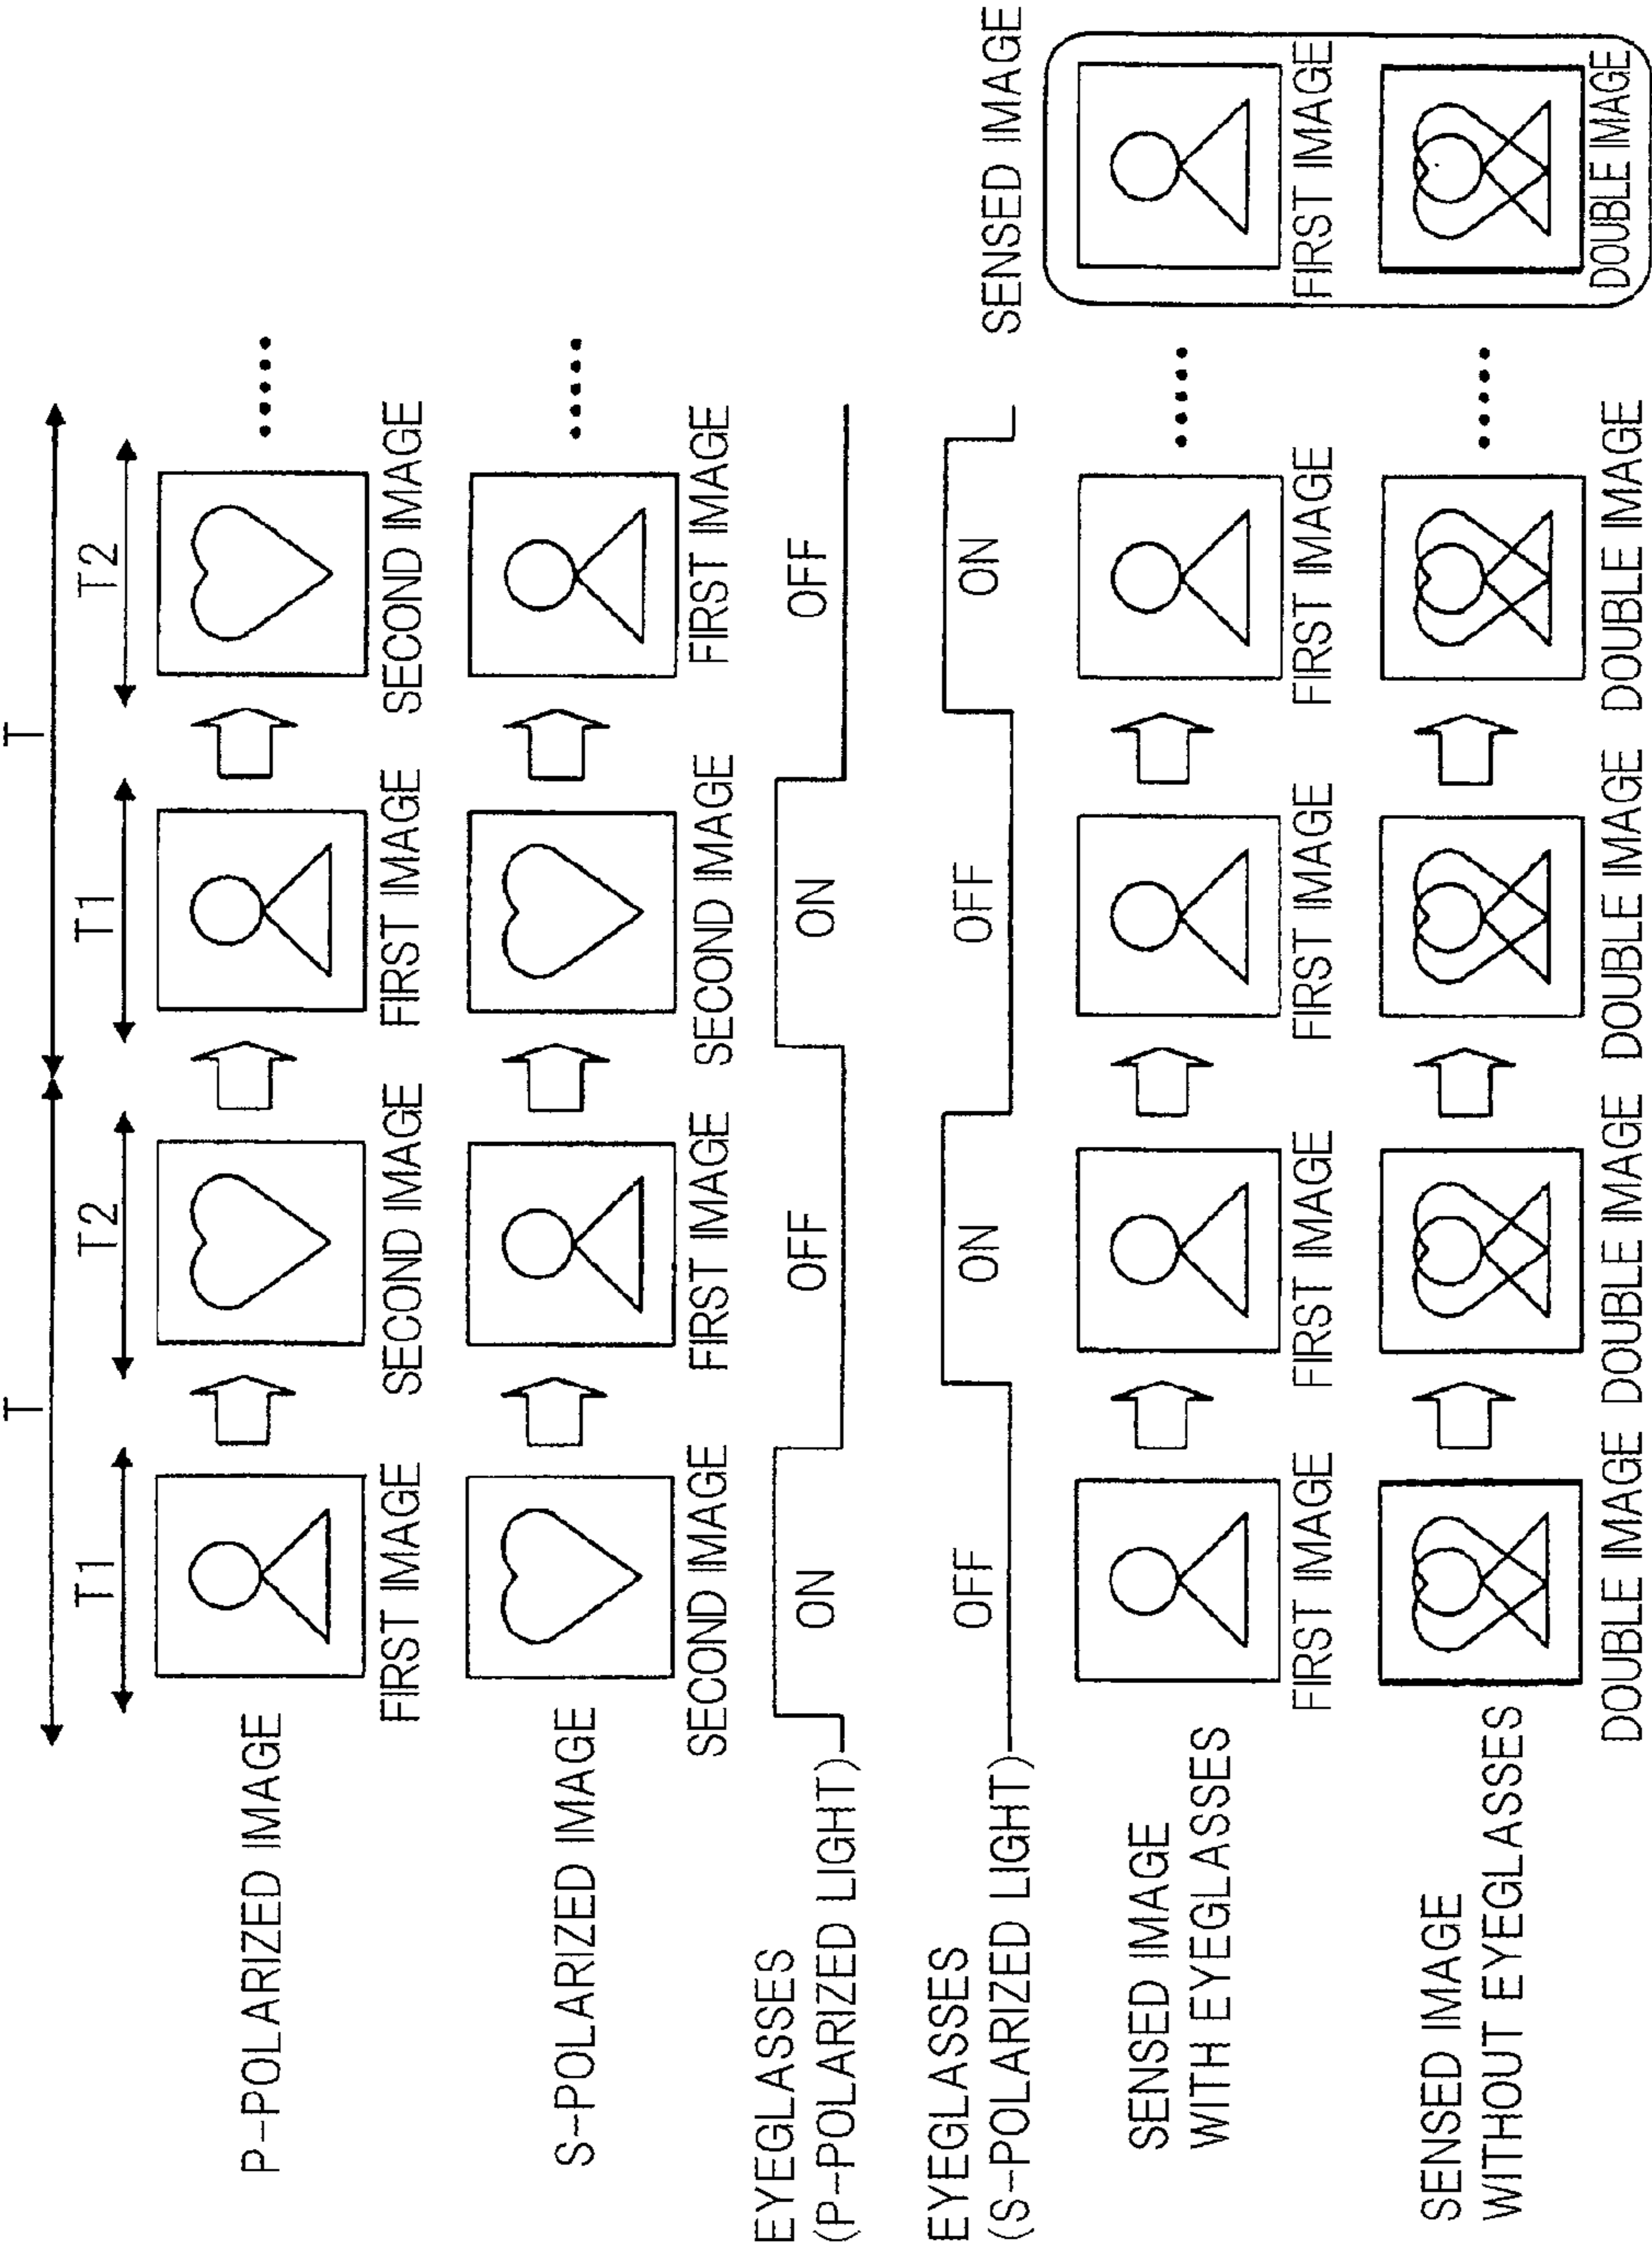 T T
T1 T2 T1 T2
P-POLARIZED IMAGE
FIRST IMAGE SECOND IMAGE FIRST IMAGE SECOND IMAGE
S-POLARIZED IMAGE
SECOND IMAGE FIRST IMAGE SECOND IMAGE FIRST IMAGE
EYEGLASSES
(P-POLARIZED LIGHT)
ON OFF ON OFF
EYEGLASSES
(S-POLARIZED LIGHT)
OFF ON OFF ON
SENSED IMAGE
SENSED IMAGE
WITH EYEGLASSES
FIRST IMAGE FIRST IMAGE FIRST IMAGE FIRST IMAGE FIRST IMAGE
SENSED IMAGE
WITHOUT EYEGLASSES
DOUBLE IMAGE DOUBLE IMAGE DOUBLE IMAGE DOUBLE IMAGE DOUBLE IMAGE